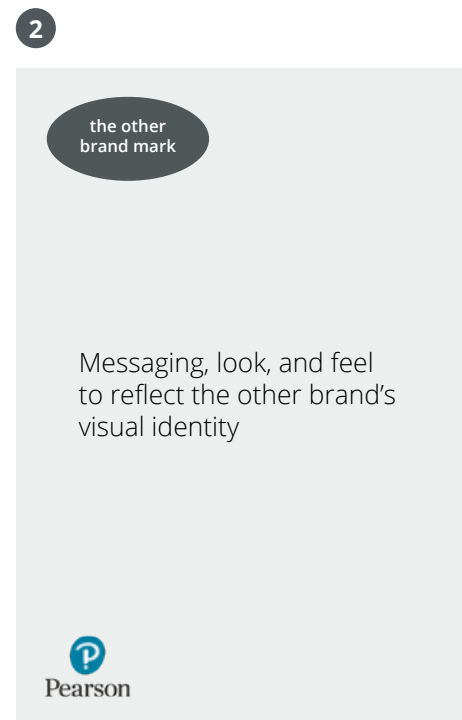 2
the other
brand mark
Messaging, look, and feel
to reflect the other brand’s
visual identity
Pearson